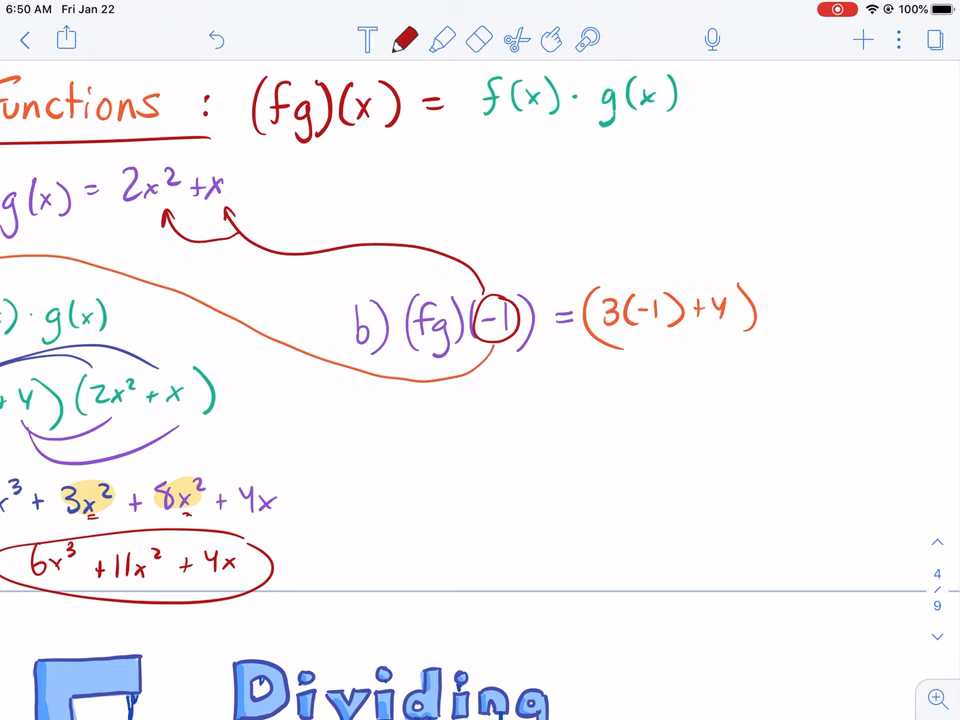 6:50 AM Fri Jan 22 100%
T
unctions : (fg)(x) = f(x) · g(x)
g(x) = 2x² + x
) · g(x)
b) (fg)(-1) = (3(-1) + 4)
+ 4)(2x² + x)
x³ + 3x² + 8x² + 4x
6x³ + 11x² + 4x
4
/
9
Dividing